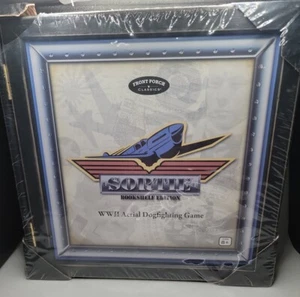 FRONT PORCH
CLASSICS
SORTIE
BOOKSHELF EDITION
WWII Aerial Dogfighting Game